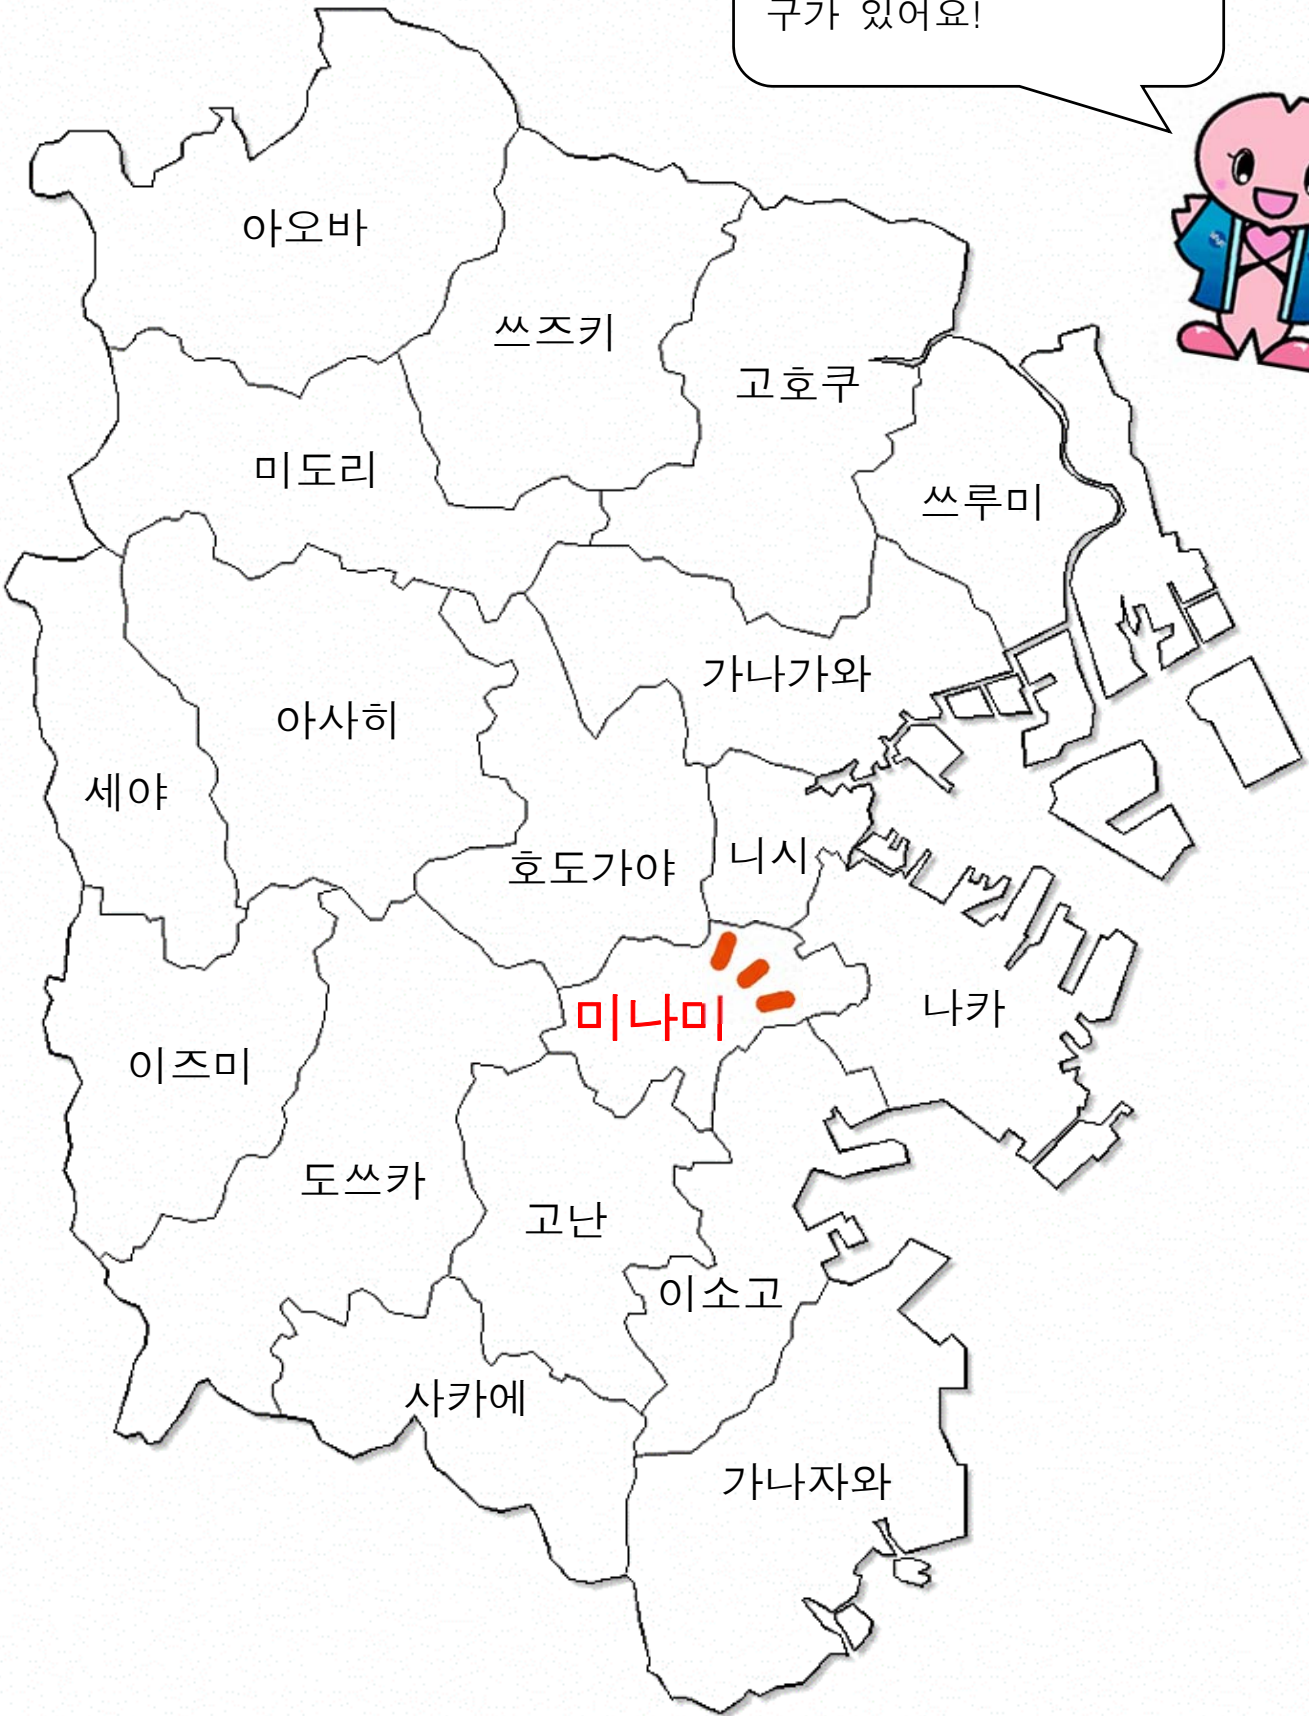 구가 있어요!
아오바
쓰즈키
고호쿠
미도리
쓰루미
가나가와
아사히
세야
호도가야
니시
미나미
나카
이즈미
도쓰카
고난
이소고
사카에
가나자와